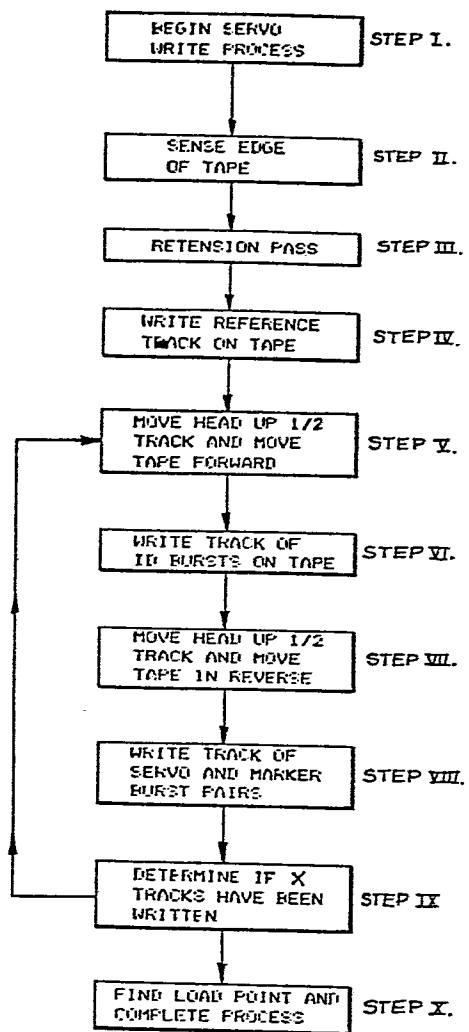 BEGIN SERVO
WRITE PROCESS
STEP I.
SENSE EDGE
OF TAPE
STEP II.
RETENSION PASS
STEP III.
WRITE REFERENCE
TRACK ON TAPE
STEP IV.
MOVE HEAD UP 1/2
TRACK AND MOVE
TAPE FORWARD
STEP V.
WRITE TRACK OF
ID BURSTS ON TAPE
STEP VI.
MOVE HEAD UP 1/2
TRACK AND MOVE
TAPE IN REVERSE
STEP VII.
WRITE TRACK OF
SERVO AND MARKER
BURST PAIRS
STEP VIII.
DETERMINE IF X
TRACKS HAVE BEEN
WRITTEN
STEP IX
FIND LOAD POINT AND
COMPLETE PROCESS
STEP X.